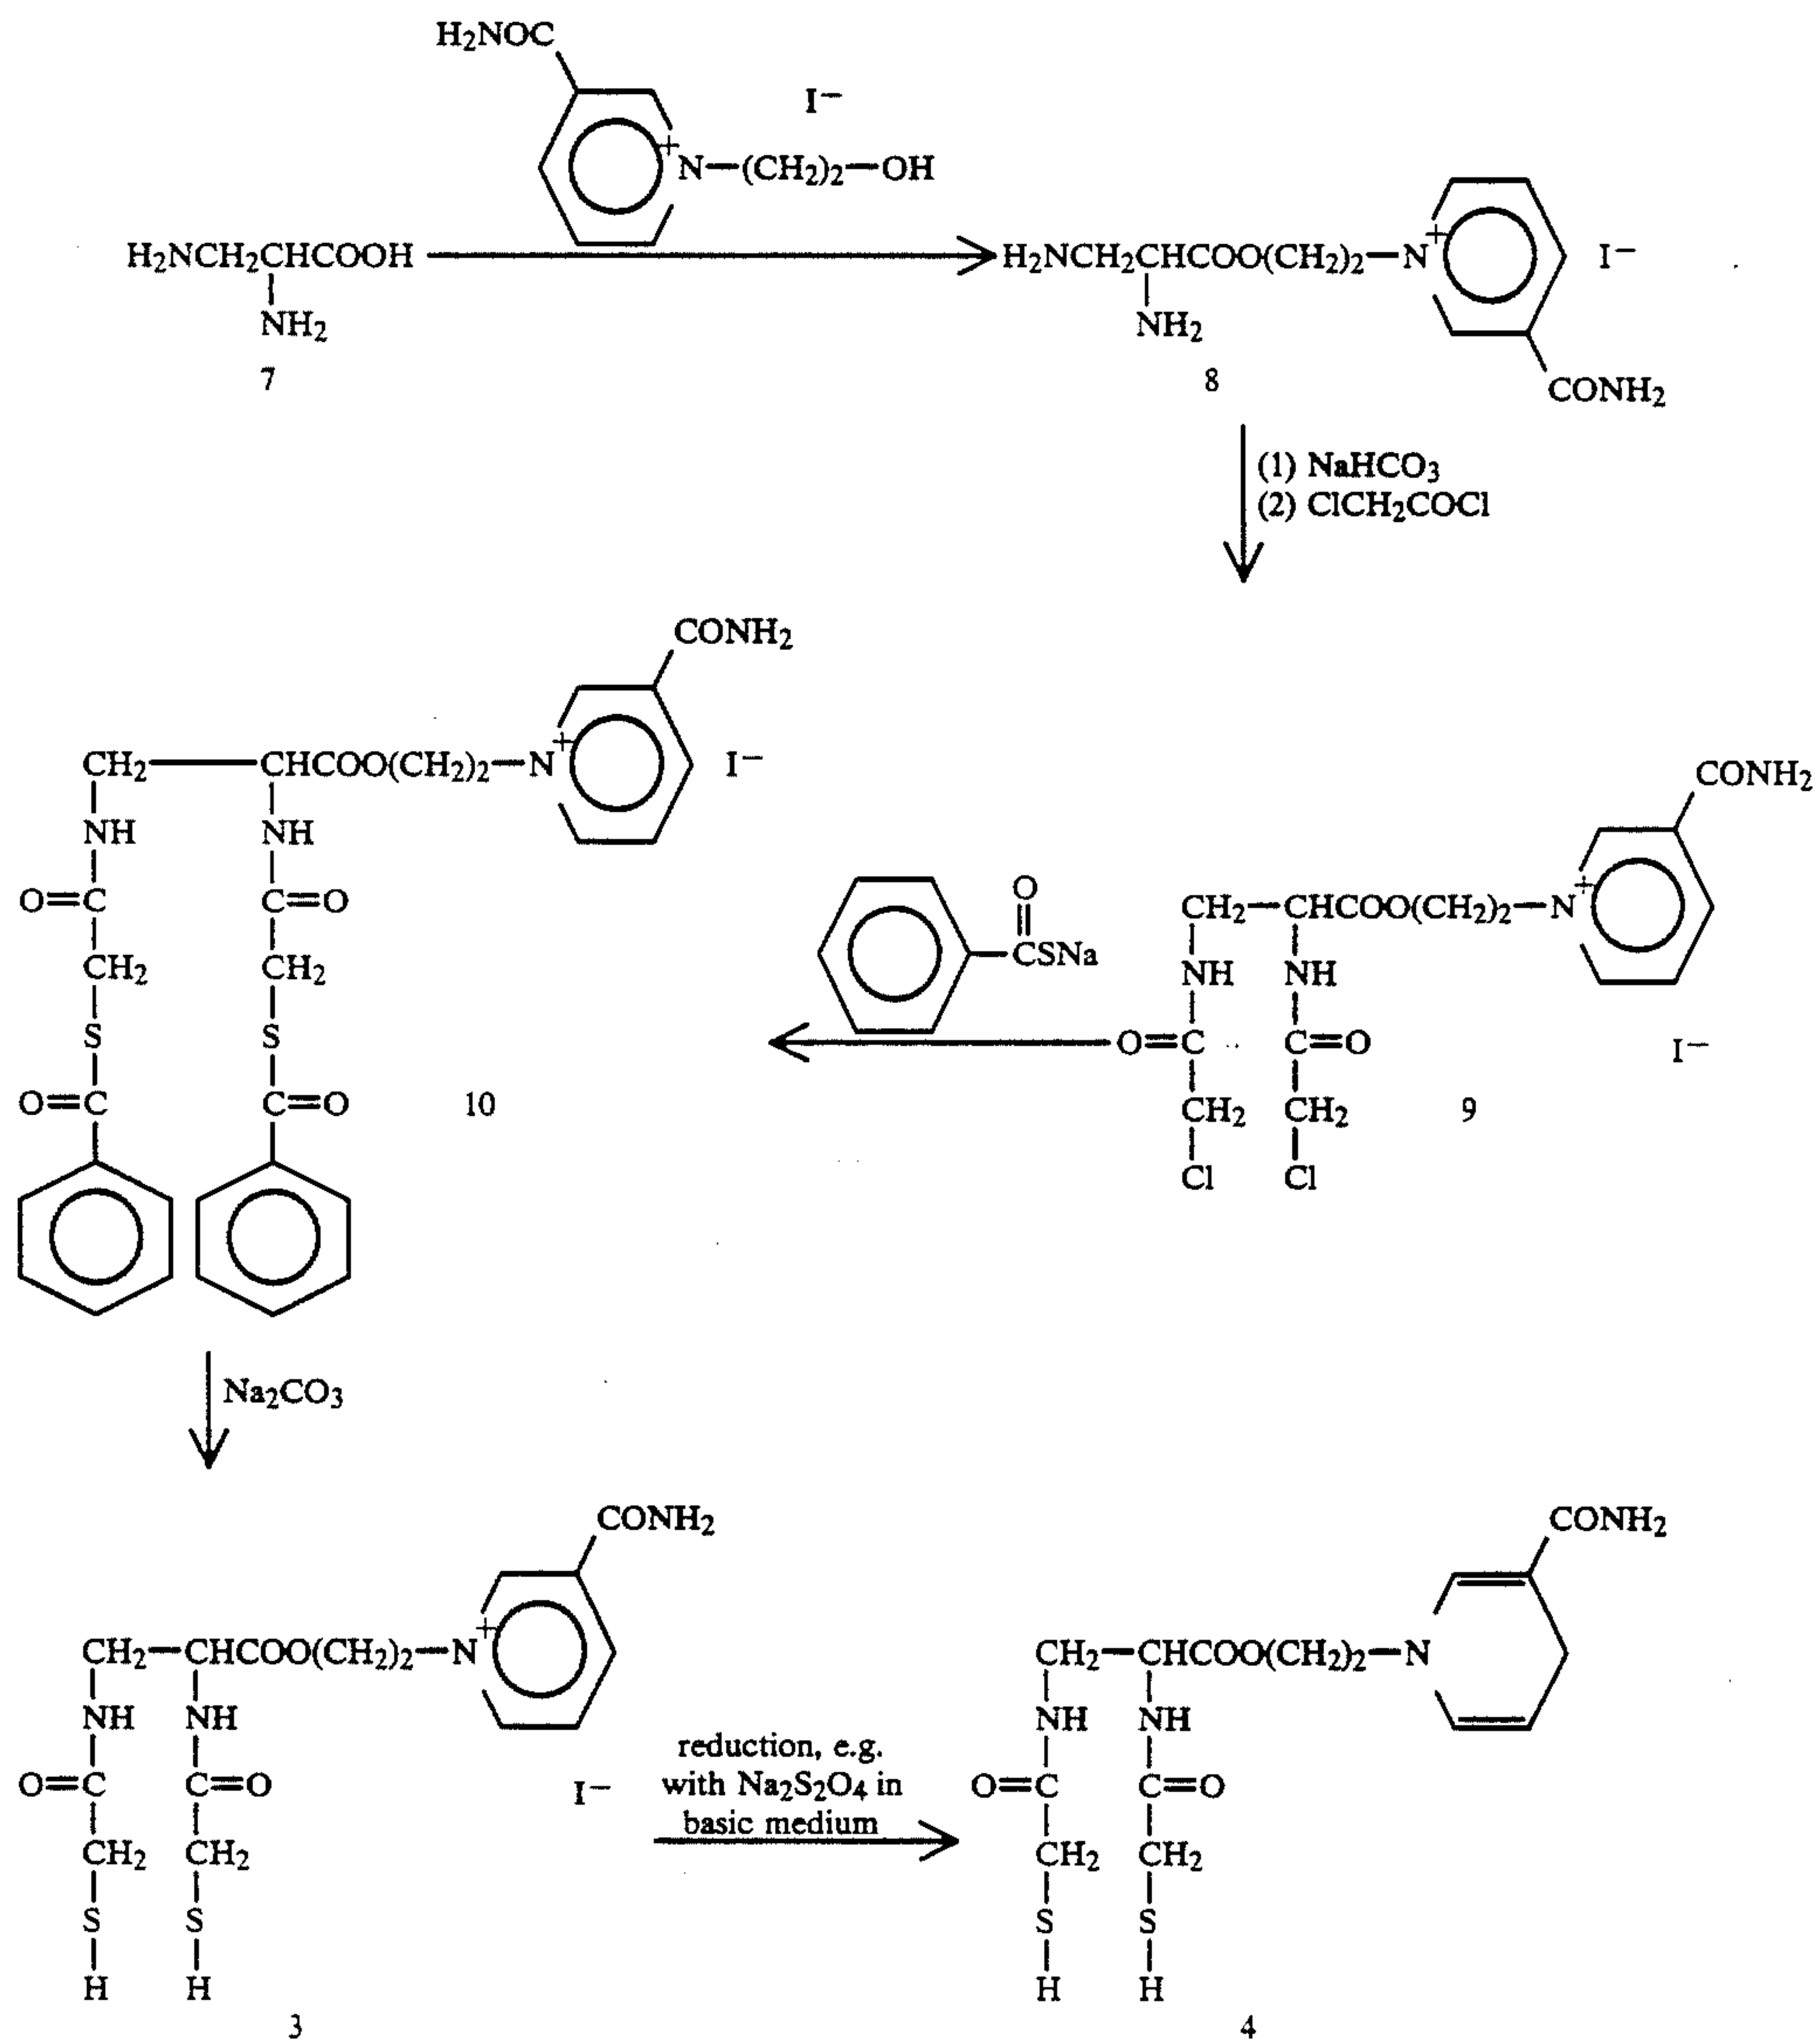 H₂NOC
I⁻
+
N—(CH₂)₂—OH
H₂NCH₂CHCOOH
NH₂
7
H₂NCH₂CHCOO(CH₂)₂—N
+
I⁻
NH₂
8
CONH₂
(1) NaHCO₃
(2) ClCH₂COCl
CONH₂
CH₂—CHCOO(CH₂)₂—N
+
I⁻
NH NH
O=C C=O
CH₂ CH₂
S S
O=C C=O
10
O
CSNa
CONH₂
CH₂—CHCOO(CH₂)₂—N
+
NH NH
O=C C=O
I⁻
CH₂ CH₂
9
Cl Cl
Na₂CO₃
CONH₂
CH₂—CHCOO(CH₂)₂—N
+
NH NH
O=C C=O
I⁻
CH₂ CH₂
S S
H H
3
reduction, e.g.
with Na₂S₂O₄ in
basic medium
CONH₂
CH₂—CHCOO(CH₂)₂—N
NH NH
O=C C=O
CH₂ CH₂
S S
H H
4